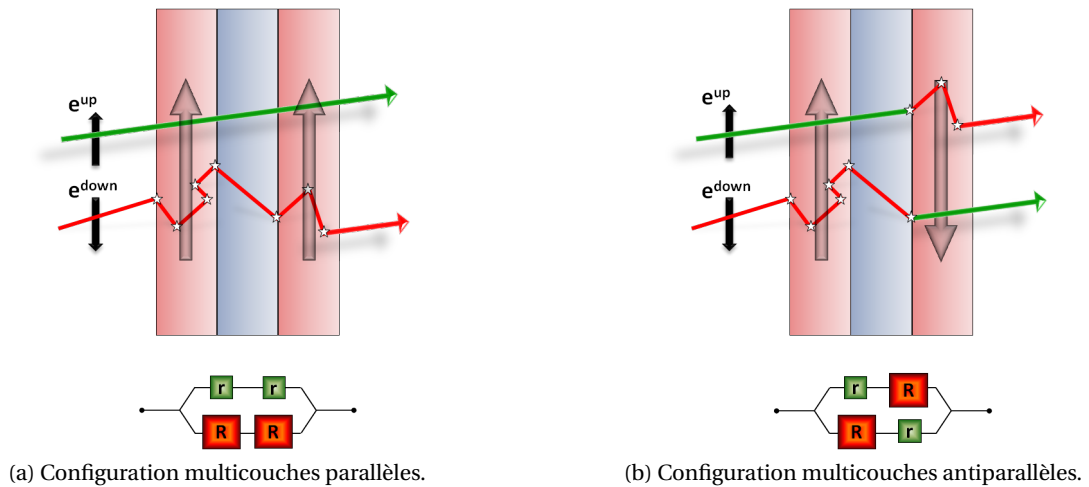 e^up
e^down
r r
R R
(a) Configuration multicouches parallèles.
e^up
e^down
r R
R r
(b) Configuration multicouches antiparallèles.